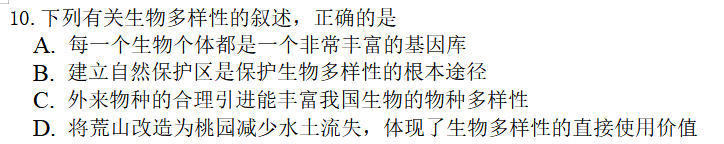 10. 下列有关生物多样性的叙述，正确的是
A. 每一个生物个体都是一个非常丰富的基因库
B. 建立自然保护区是保护生物多样性的根本途径
C. 外来物种的合理引进能丰富我国生物的物种多样性
D. 将荒山改造为桃园减少水土流失，体现了生物多样性的直接使用价值